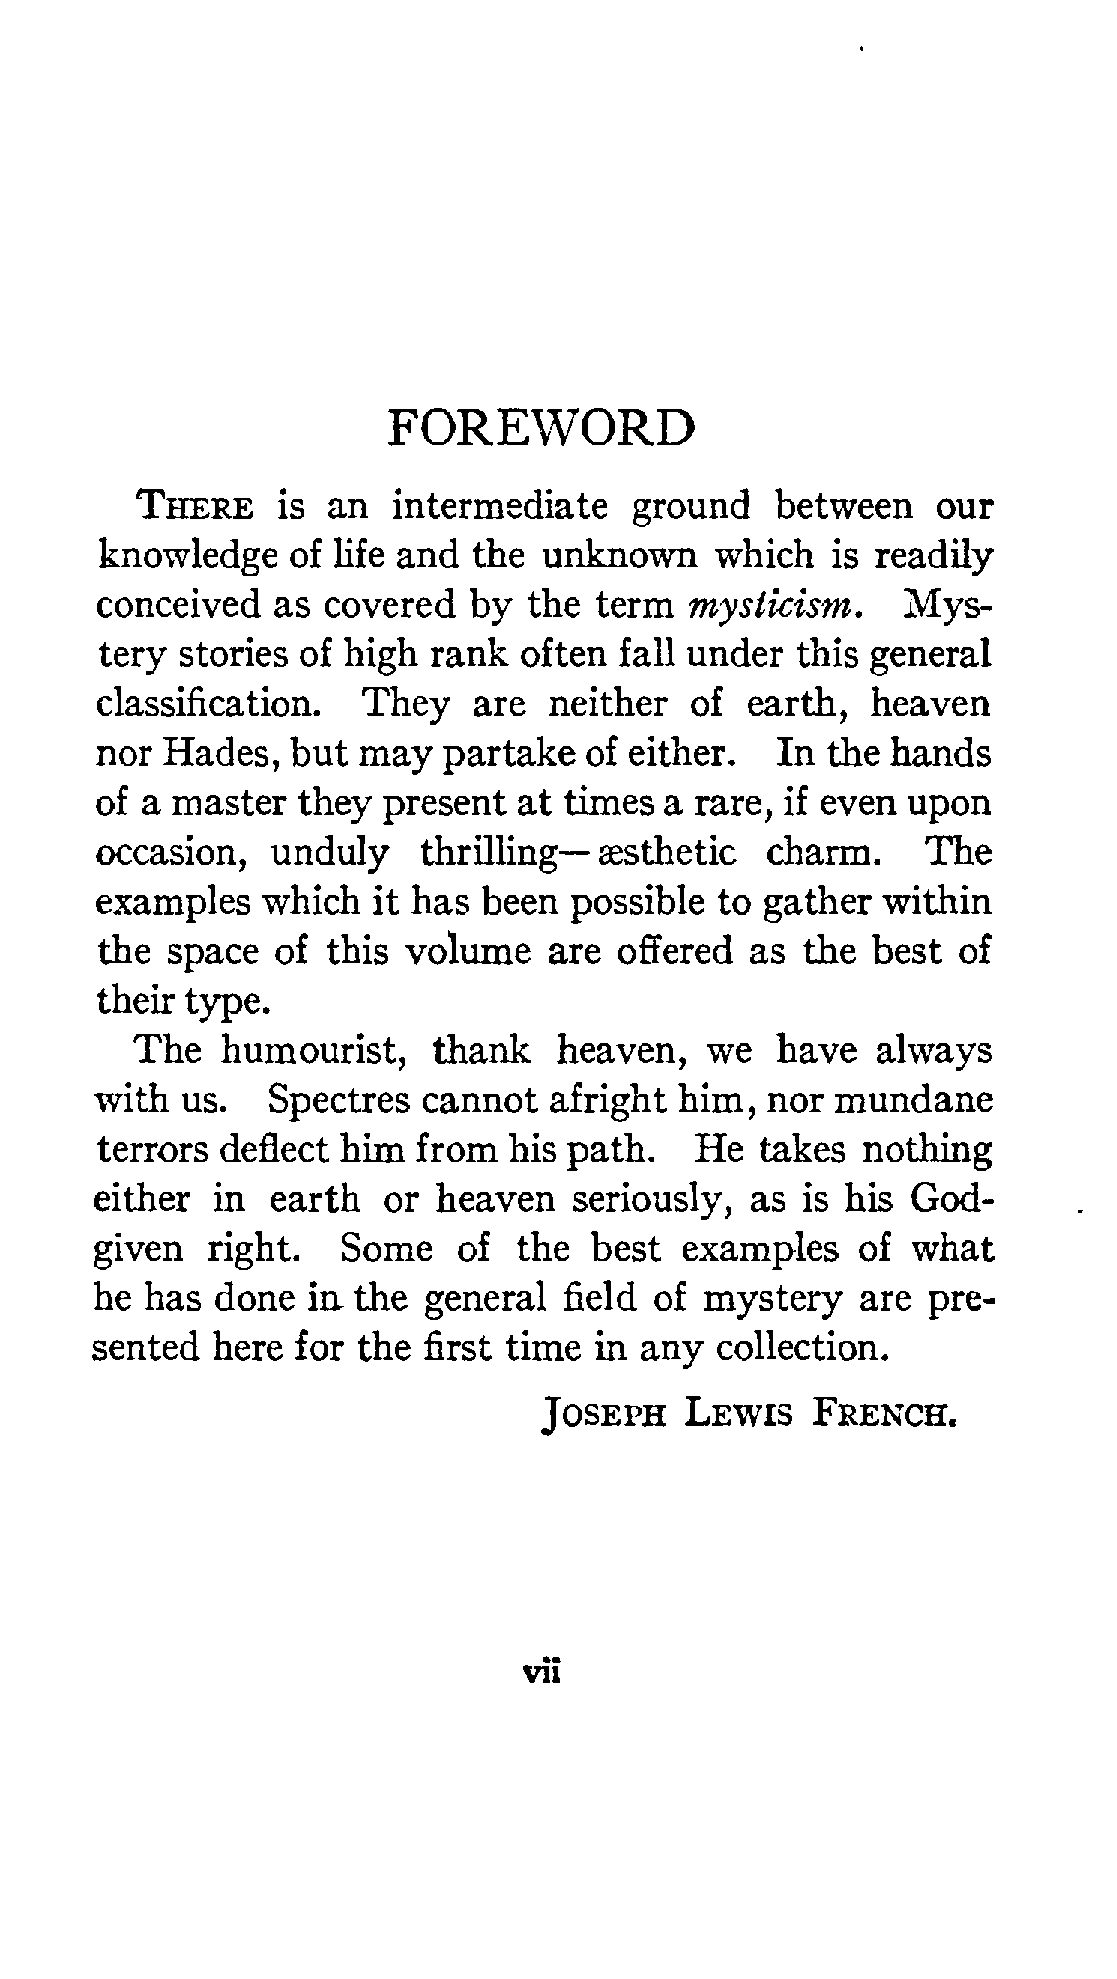 FOREWORD
THERE is an intermediate ground between our
knowledge of life and the unknown which is readily
conceived as covered by the term mysticism. Mys-
tery stories of high rank often fall under this general
classification. They are neither of earth, heaven
nor Hades, but may partake of either. In the hands
of a master they present at times a rare, if even upon
occasion, unduly thrilling—æsthetic charm. The
examples which it has been possible to gather within
the space of this volume are offered as the best of
their type.
The humourist, thank heaven, we have always
with us. Spectres cannot afright him, nor mundane
terrors deflect him from his path. He takes nothing
either in earth or heaven seriously, as is his God-
given right. Some of the best examples of what
he has done in the general field of mystery are pre-
sented here for the first time in any collection.
JOSEPH LEWIS FRENCH.
vii